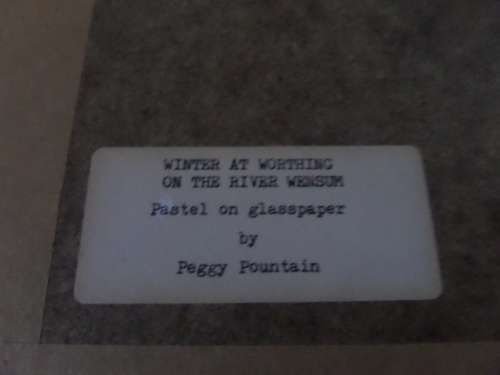 WINTER AT WORTHING
ON THE RIVER WENSUM
Pastel on glasspaper
by
Peggy Pountain